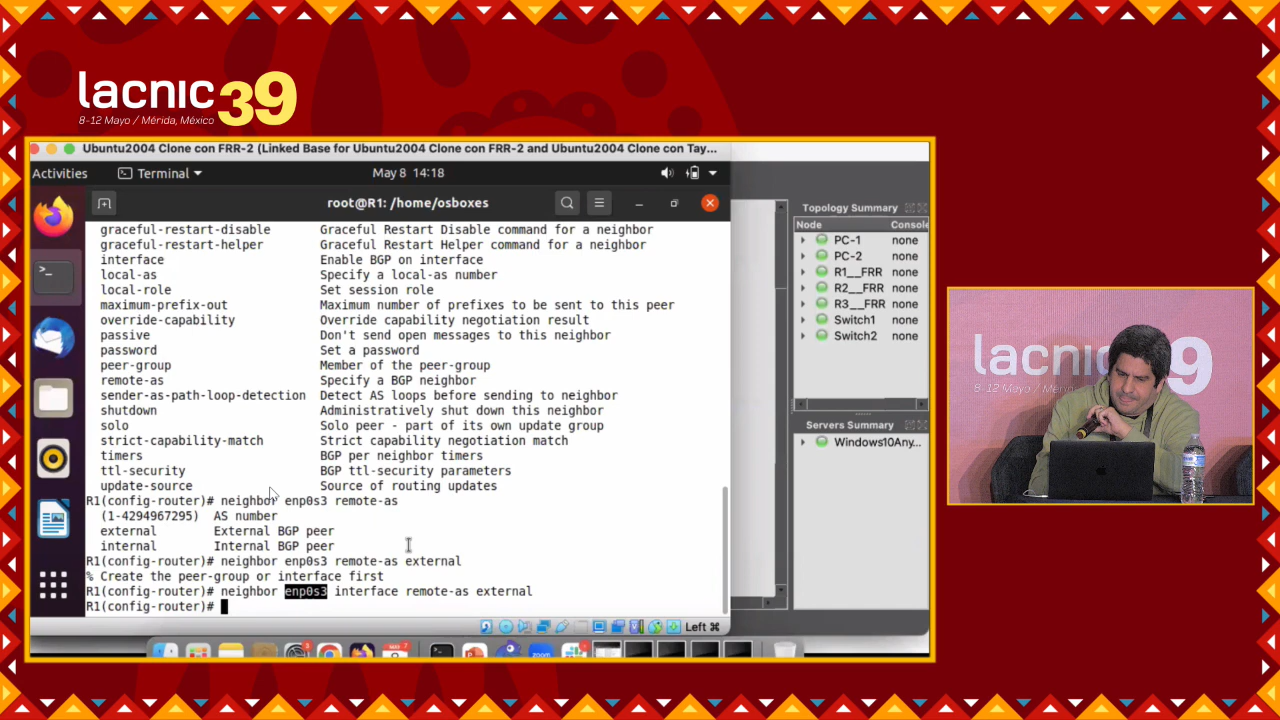 lacnic39
8-12 Mayo / Mérida, México
Ubuntu2004 Clone con FRR-2 (Linked Base for Ubuntu2004 Clone con FRR-2 and Ubuntu2004 Clone con Tay...
Activities
Terminal
May 8 14:18
root@R1: /home/osboxes
graceful-restart-disable Graceful Restart Disable command for a neighbor
graceful-restart-helper Graceful Restart Helper command for a neighbor
interface Enable BGP on interface
local-as Specify a local-as number
local-role Set session role
maximum-prefix-out Maximum number of prefixes to be sent to this peer
override-capability Override capability negotiation result
passive Don't send open messages to this neighbor
password Set a password
peer-group Member of the peer-group
remote-as Specify a BGP neighbor
sender-as-path-loop-detection Detect AS loops before sending to neighbor
shutdown Administratively shut down this neighbor
solo Solo peer - part of its own update group
strict-capability-match Strict capability negotiation match
timers BGP per neighbor timers
ttl-security BGP ttl-security parameters
update-source Source of routing updates
R1(config-router)# neighbor enp0s3 remote-as
(1-4294967295) AS number
external External BGP peer
internal Internal BGP peer
R1(config-router)# neighbor enp0s3 remote-as external
% Create the peer-group or interface first
R1(config-router)# neighbor enp0s3 interface remote-as external
R1(config-router)#
Left ⌘
zoom
Topology Summary
Node Console
PC-1 none
PC-2 none
R1__FRR none
R2__FRR none
R3__FRR none
Switch1 none
Switch2 none
Servers Summary
Windows10Any...
lacnic 9
8-12 Mayo / Mérida